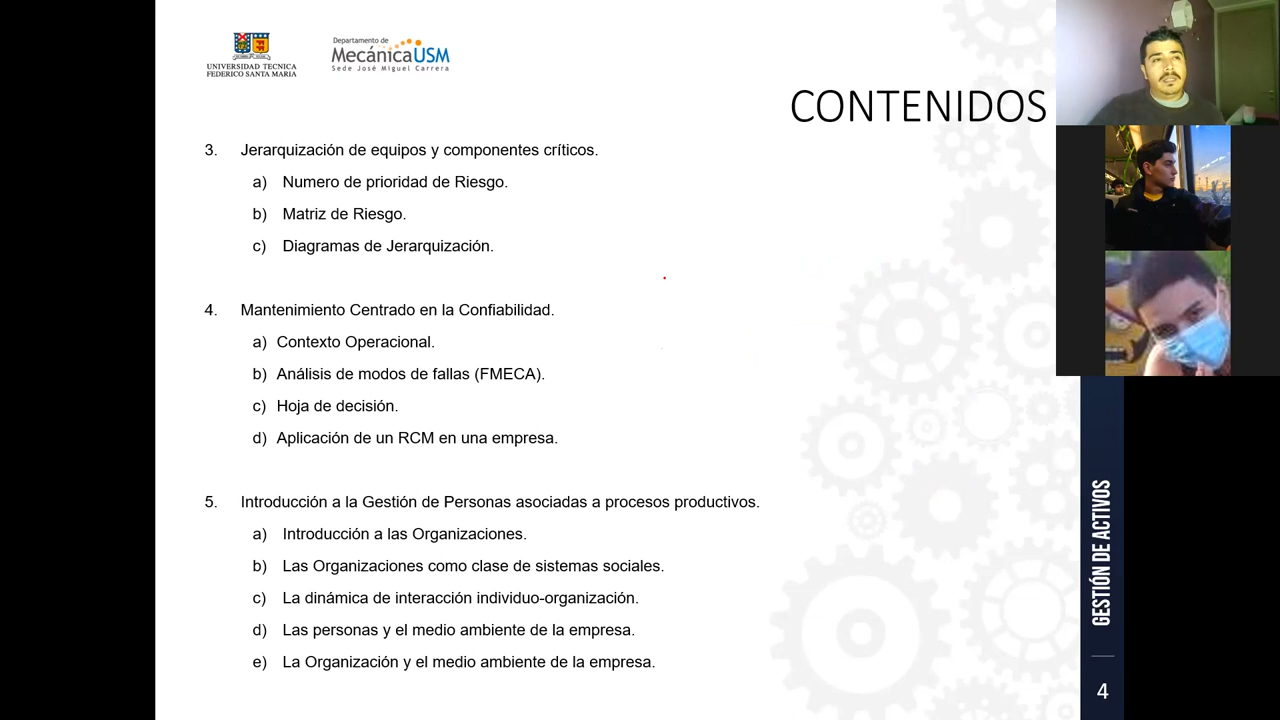 UNIVERSIDAD TECNICA
FEDERICO SANTA MARIA
Departamento de
MecánicaUSM
Sede José Miguel Carrera
CONTENIDOS
3. Jerarquización de equipos y componentes críticos.
a) Numero de prioridad de Riesgo.
b) Matriz de Riesgo.
c) Diagramas de Jerarquización.
4. Mantenimiento Centrado en la Confiabilidad.
a) Contexto Operacional.
b) Análisis de modos de fallas (FMECA).
c) Hoja de decisión.
d) Aplicación de un RCM en una empresa.
5. Introducción a la Gestión de Personas asociadas a procesos productivos.
a) Introducción a las Organizaciones.
b) Las Organizaciones como clase de sistemas sociales.
c) La dinámica de interacción individuo-organización.
d) Las personas y el medio ambiente de la empresa.
e) La Organización y el medio ambiente de la empresa.
GESTIÓN DE ACTIVOS
4